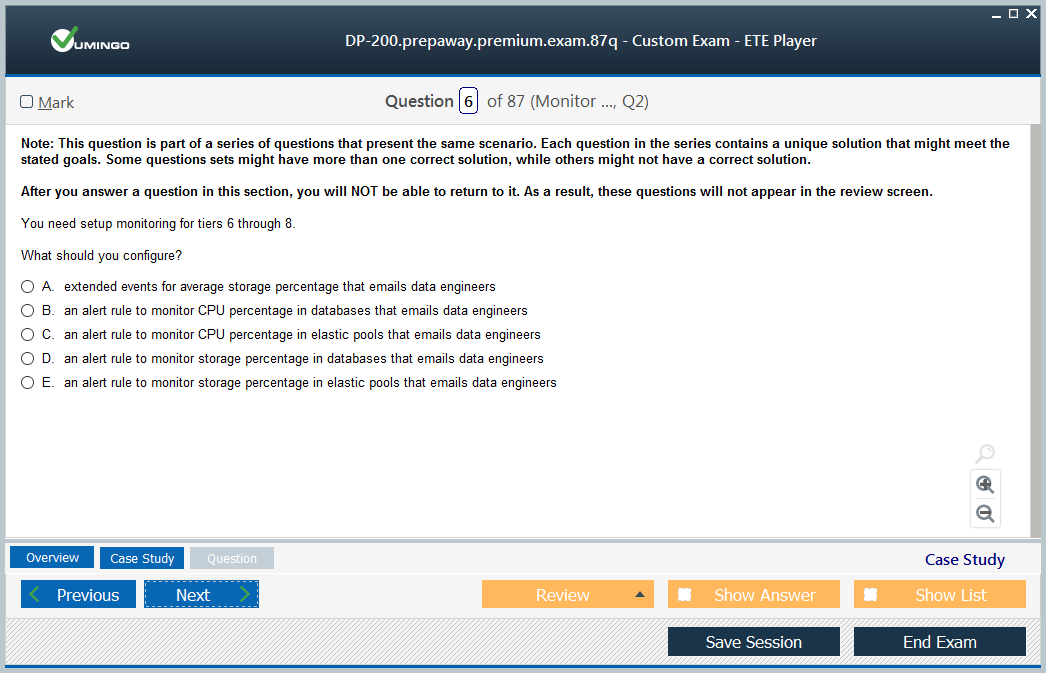 VUMINGO
DP-200.prepaway.premium.exam.87q - Custom Exam - ETE Player
Mark
Question 6 of 87 (Monitor ..., Q2)
Note: This question is part of a series of questions that present the same scenario. Each question in the series contains a unique solution that might meet the
stated goals. Some questions sets might have more than one correct solution, while others might not have a correct solution.
After you answer a question in this section, you will NOT be able to return to it. As a result, these questions will not appear in the review screen.
You need setup monitoring for tiers 6 through 8.
What should you configure?
A. extended events for average storage percentage that emails data engineers
B. an alert rule to monitor CPU percentage in databases that emails data engineers
C. an alert rule to monitor CPU percentage in elastic pools that emails data engineers
D. an alert rule to monitor storage percentage in databases that emails data engineers
E. an alert rule to monitor storage percentage in elastic pools that emails data engineers
Overview Case Study Question Case Study
Previous Next Review Show Answer Show List
Save Session End Exam